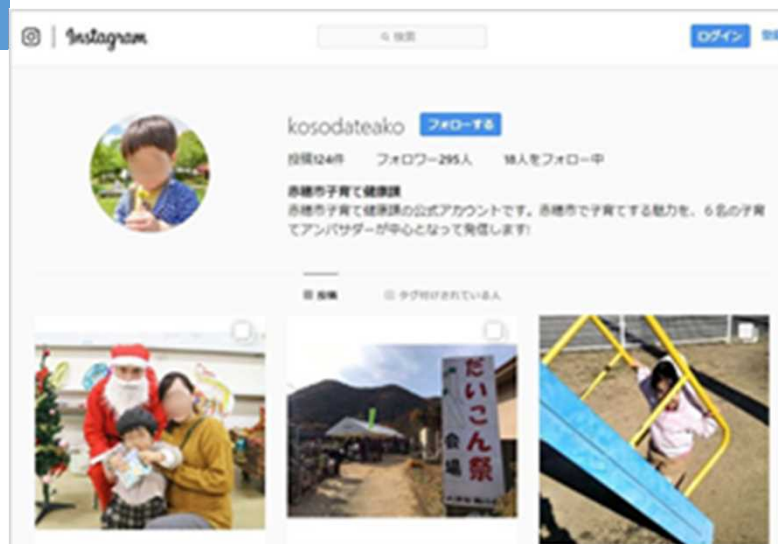 Instagram
検索
ログイン
kosodateako
フォローする
投稿124件 フォロワー295人 18人をフォロー中
赤穂市子育て健康課
赤穂市子育て健康課の公式アカウントです。赤穂市で子育てする魅力を、6名の子育
てアンバサダーが中心となって発信します!
投稿
タグ付けされている人
だいこん祭
会場